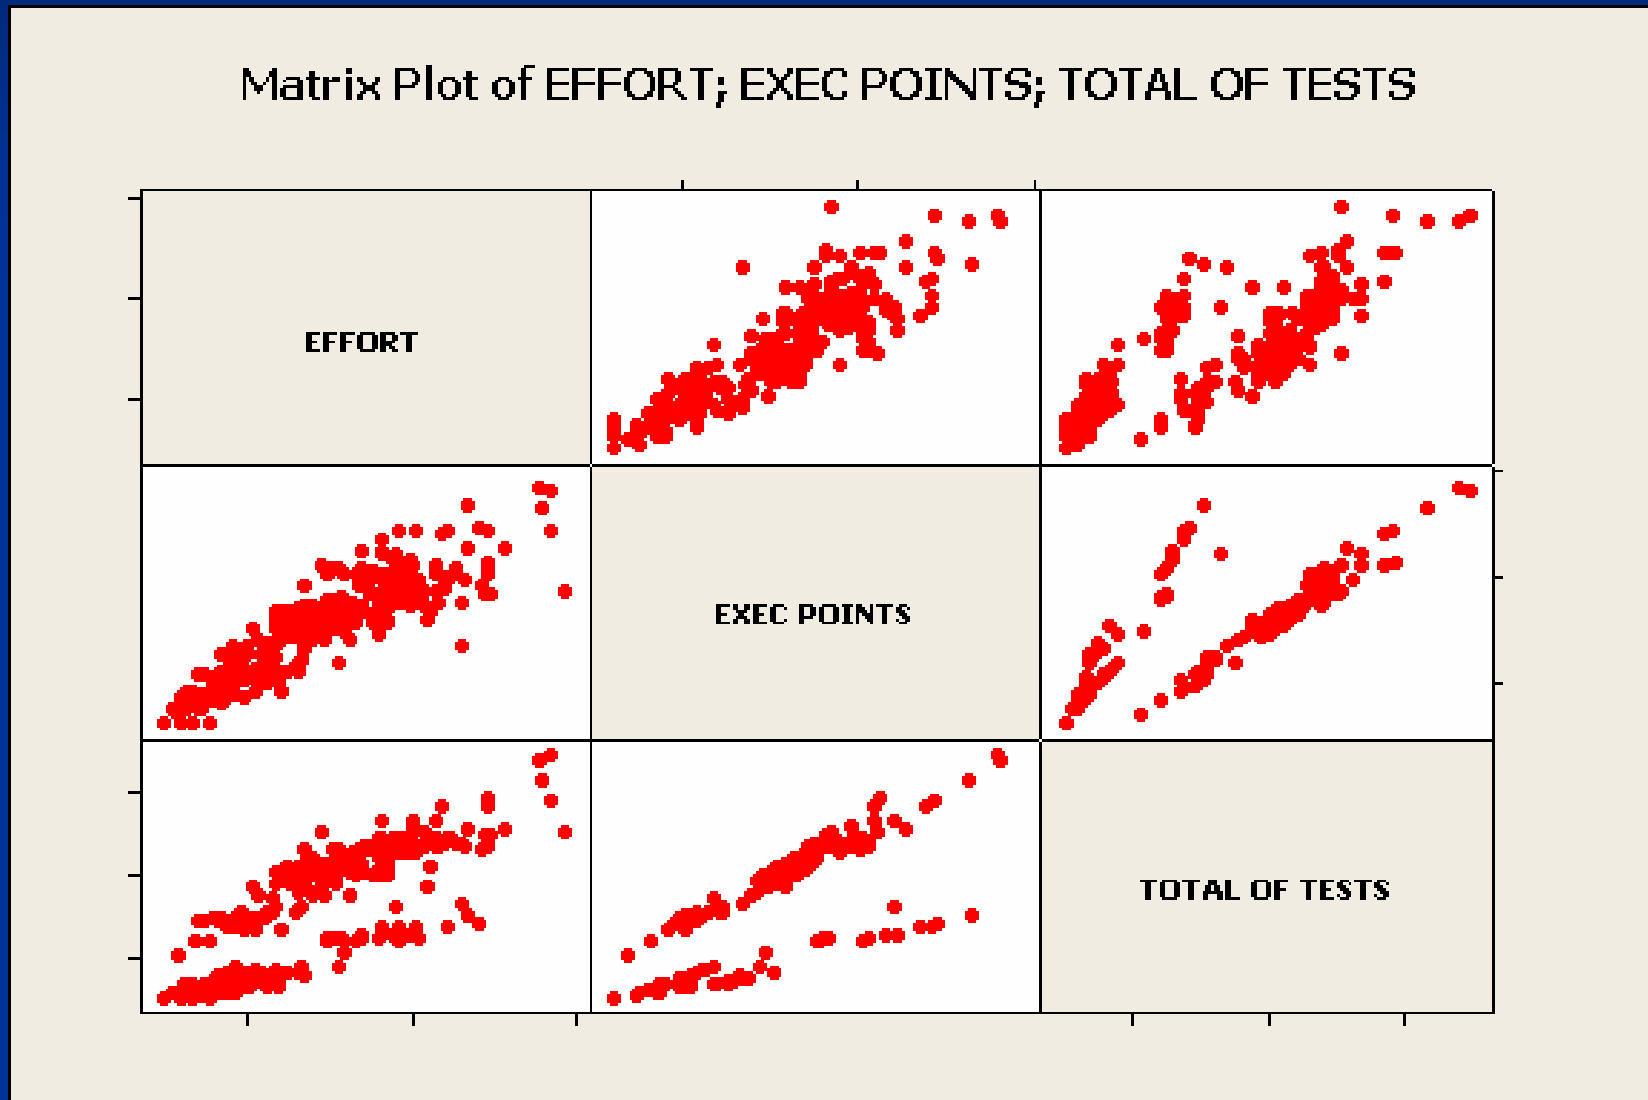 Matrix Plot of EFFORT; EXEC POINTS; TOTAL OF TESTS
EFFORT
EXEC POINTS
TOTAL OF TESTS